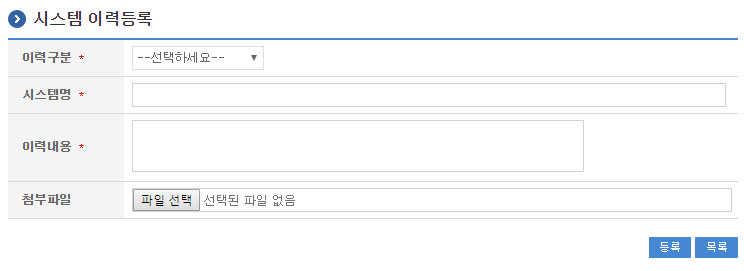 시스템 이력등록
이력구분 *
--선택하세요--
시스템명 *
이력내용 *
첨부파일
파일 선택 선택된 파일 없음
등록 목록